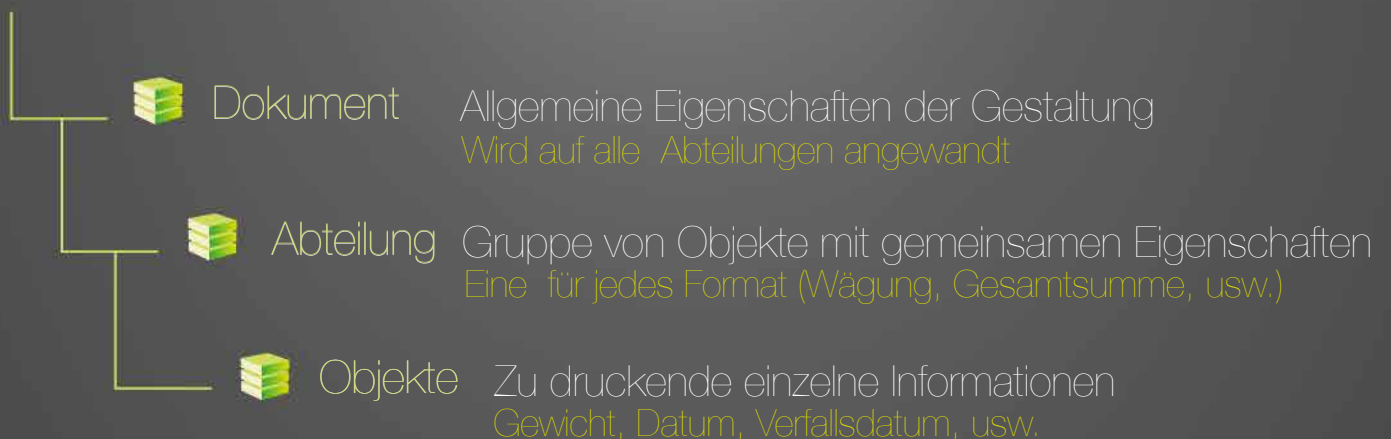 Dokument Allgemeine Eigenschaften der Gestaltung
Wird auf alle Abteilungen angewandt
Abteilung Gruppe von Objekte mit gemeinsamen Eigenschaften
Eine für jedes Format (Wägung, Gesamtsumme, usw.)
Objekte Zu druckende einzelne Informationen
Gewicht, Datum, Verfallsdatum, usw.